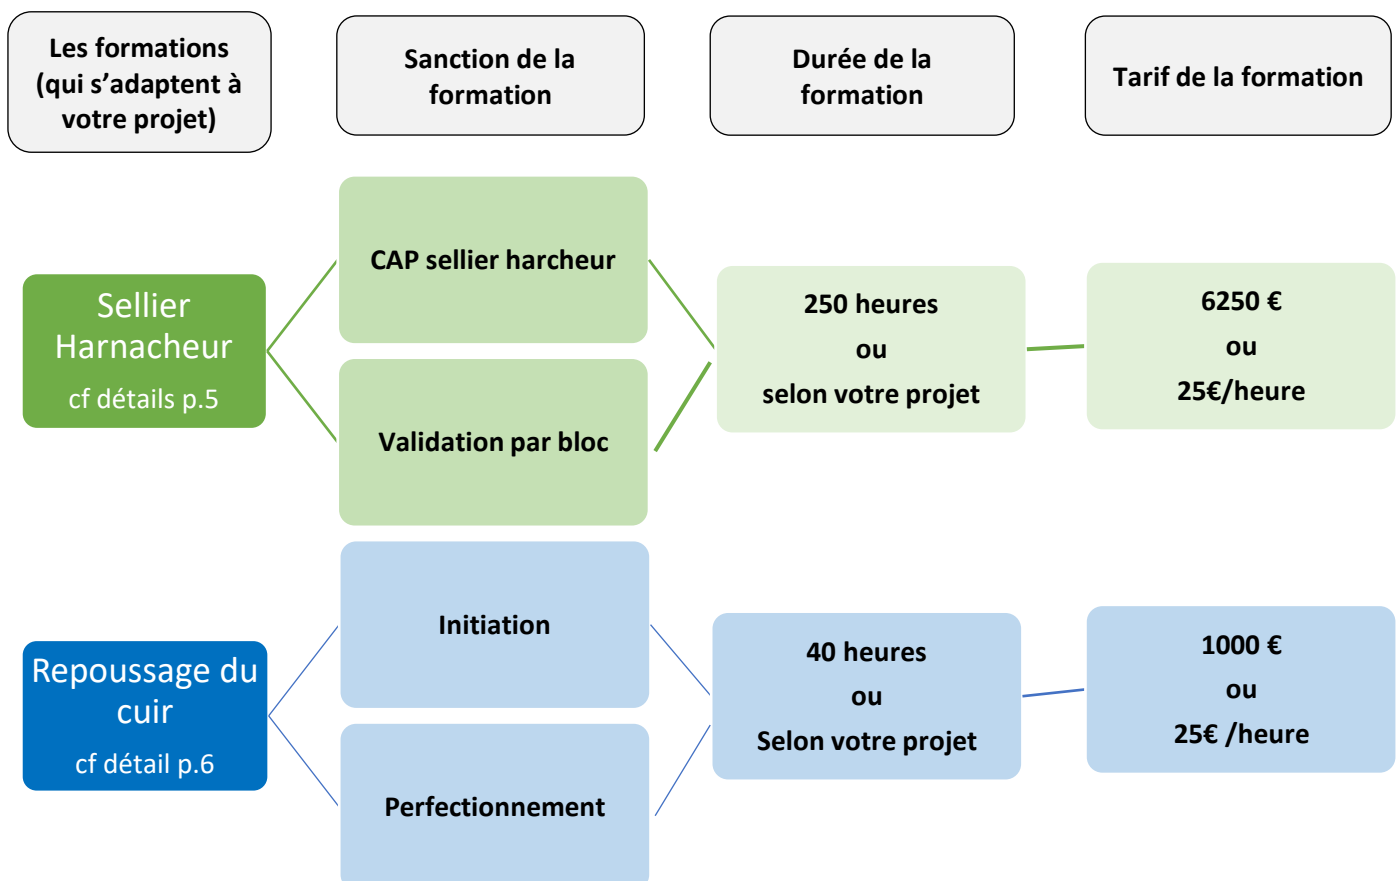 Les formations
(qui s’adaptent à
votre projet)
Sanction de la
formation
Durée de la
formation
Tarif de la formation
Sellier
Harnacheur
cf détails p.5
CAP sellier harcheur
Validation par bloc
250 heures
ou
selon votre projet
6250 €
ou
25€/heure
Repoussage du
cuir
cf détail p.6
Initiation
Perfectionnement
40 heures
ou
Selon votre projet
1000 €
ou
25€ /heure